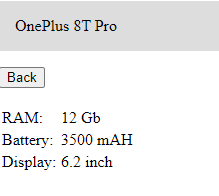 OnePlus 8T Pro
Back
RAM: 12 Gb
Battery: 3500 mAH
Display: 6.2 inch